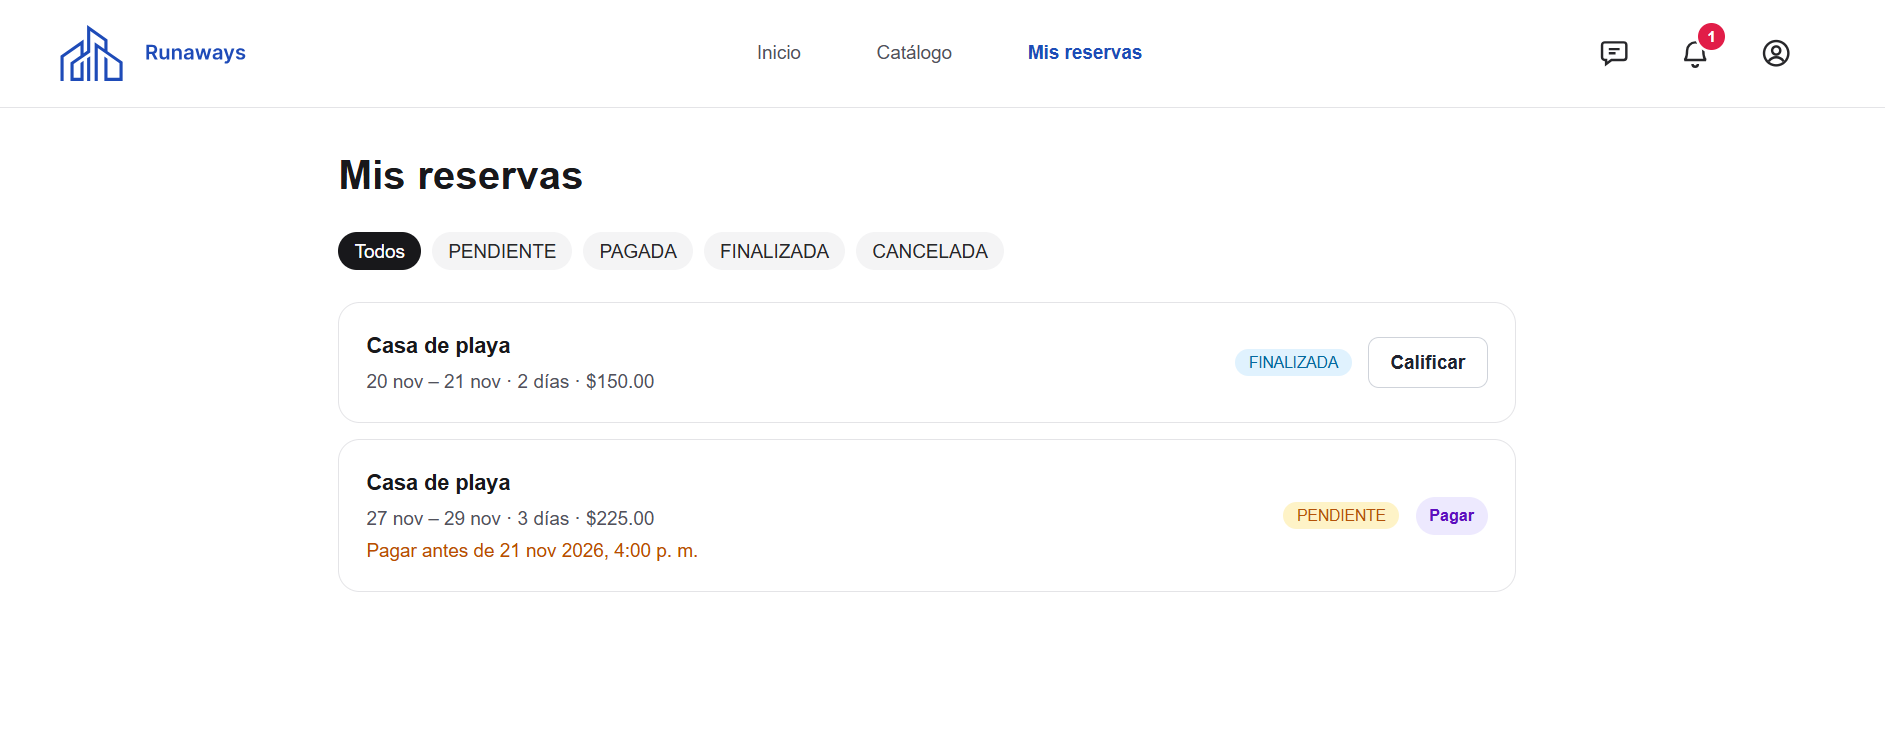 Runaways
Inicio
Catálogo
Mis reservas
1
Mis reservas
Todos
PENDIENTE
PAGADA
FINALIZADA
CANCELADA
Casa de playa
20 nov – 21 nov · 2 días · $150.00
FINALIZADA
Calificar
Casa de playa
27 nov – 29 nov · 3 días · $225.00
Pagar antes de 21 nov 2026, 4:00 p. m.
PENDIENTE
Pagar